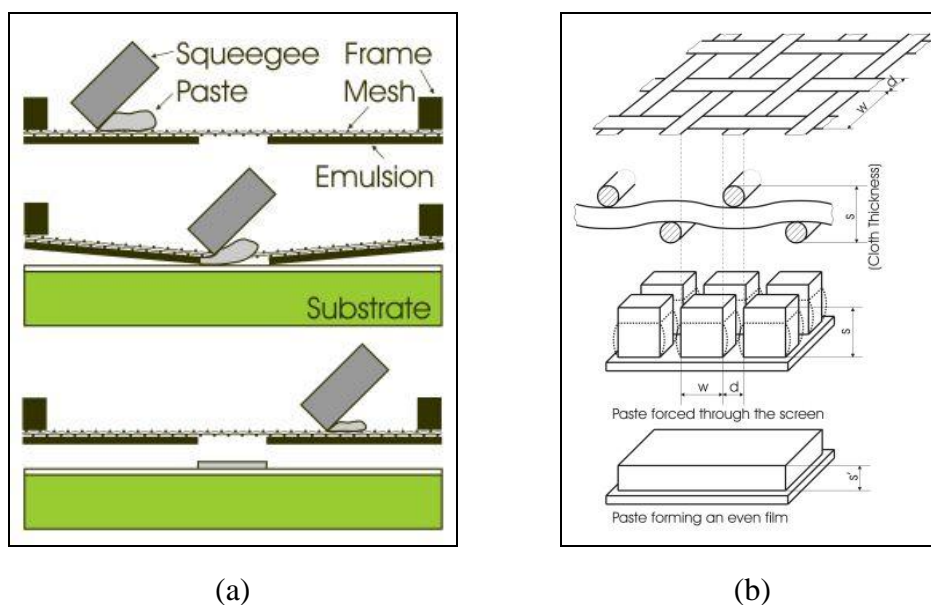 Squeegee
Frame
Paste
Mesh
Emulsion
Substrate
w
d
s
(Cloth Thickness)
s
w
d
Paste forced through the screen
s'
Paste forming an even film
(a)
(b)